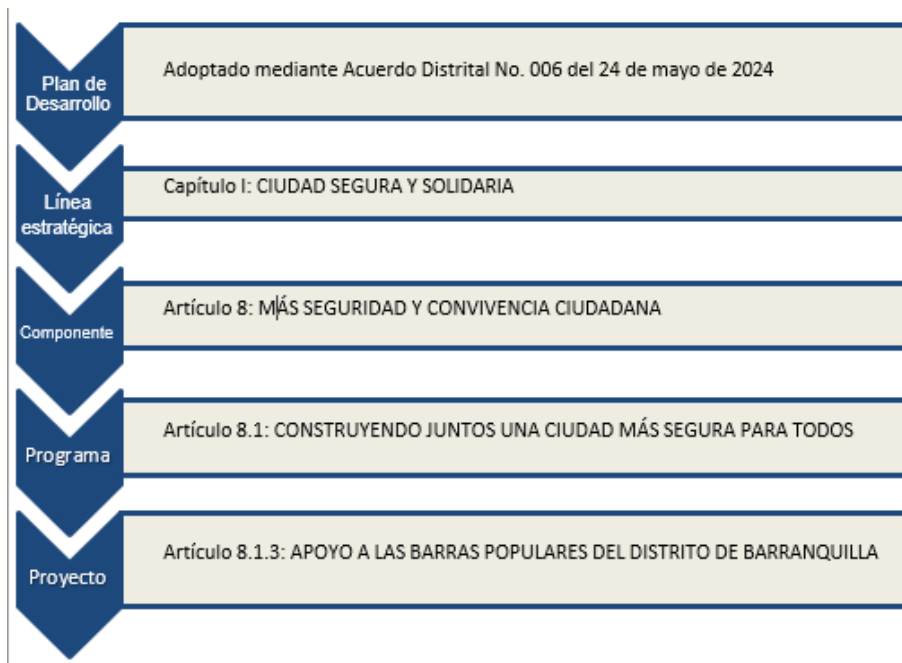 Plan de
Desarrollo
Adoptado mediante Acuerdo Distrital No. 006 del 24 de mayo de 2024
Línea
estratégica
Capítulo I: CIUDAD SEGURA Y SOLIDARIA
Componente
Artículo 8: MÁS SEGURIDAD Y CONVIVENCIA CIUDADANA
Programa
Artículo 8.1: CONSTRUYENDO JUNTOS UNA CIUDAD MÁS SEGURA PARA TODOS
Proyecto
Artículo 8.1.3: APOYO A LAS BARRAS POPULARES DEL DISTRITO DE BARRANQUILLA